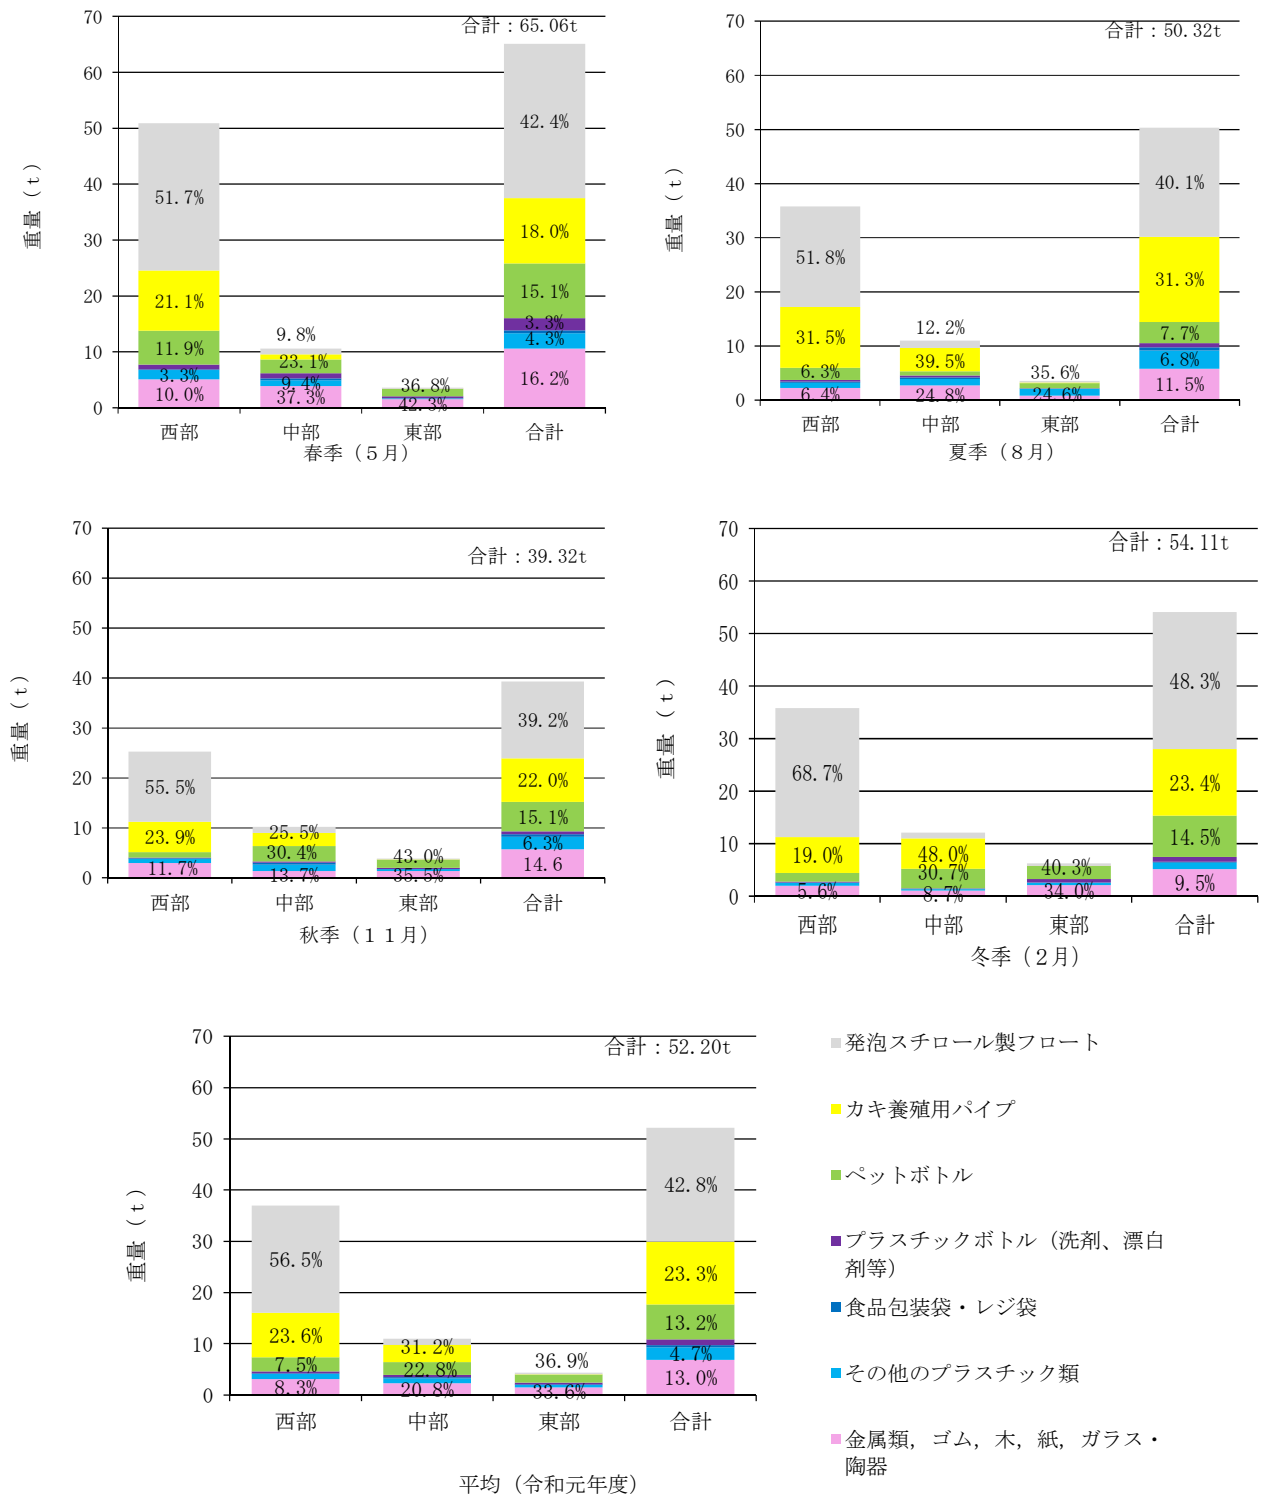 合計：65.06t
重量（ｔ）
70
60
50
40
30
20
10
0
51.7%
21.1%
11.9%
3.3%
10.0%
9.8%
23.1%
9.4%
37.3%
36.8%
42.3%
42.4%
18.0%
15.1%
3.3%
4.3%
16.2%
西部
中部
東部
合計
春季（５月）
合計：50.32t
重量（ｔ）
70
60
50
40
30
20
10
0
51.8%
31.5%
6.3%
6.4%
12.2%
39.5%
24.8%
35.6%
24.6%
40.1%
31.3%
7.7%
6.8%
11.5%
西部
中部
東部
合計
夏季（８月）
合計：39.32t
重量（ｔ）
70
60
50
40
30
20
10
0
55.5%
23.9%
11.7%
25.5%
30.4%
13.7%
43.0%
35.5%
39.2%
22.0%
15.1%
6.3%
14.6
西部
中部
東部
合計
秋季（１１月）
合計：54.11t
重量（ｔ）
70
60
50
40
30
20
10
0
68.7%
19.0%
5.6%
48.0%
30.7%
8.7%
40.3%
34.0%
48.3%
23.4%
14.5%
9.5%
西部
中部
東部
合計
冬季（２月）
合計：52.20t
重量（ｔ）
70
60
50
40
30
20
10
0
56.5%
23.6%
7.5%
8.3%
31.2%
22.8%
20.8%
36.9%
33.6%
42.8%
23.3%
13.2%
4.7%
13.0%
西部
中部
東部
合計
平均（令和元年度）
発泡スチロール製フロート
カキ養殖用パイプ
ペットボトル
プラスチックボトル（洗剤、漂白
剤等）
食品包装袋・レジ袋
その他のプラスチック類
金属類，ゴム，木，紙，ガラス・
陶器